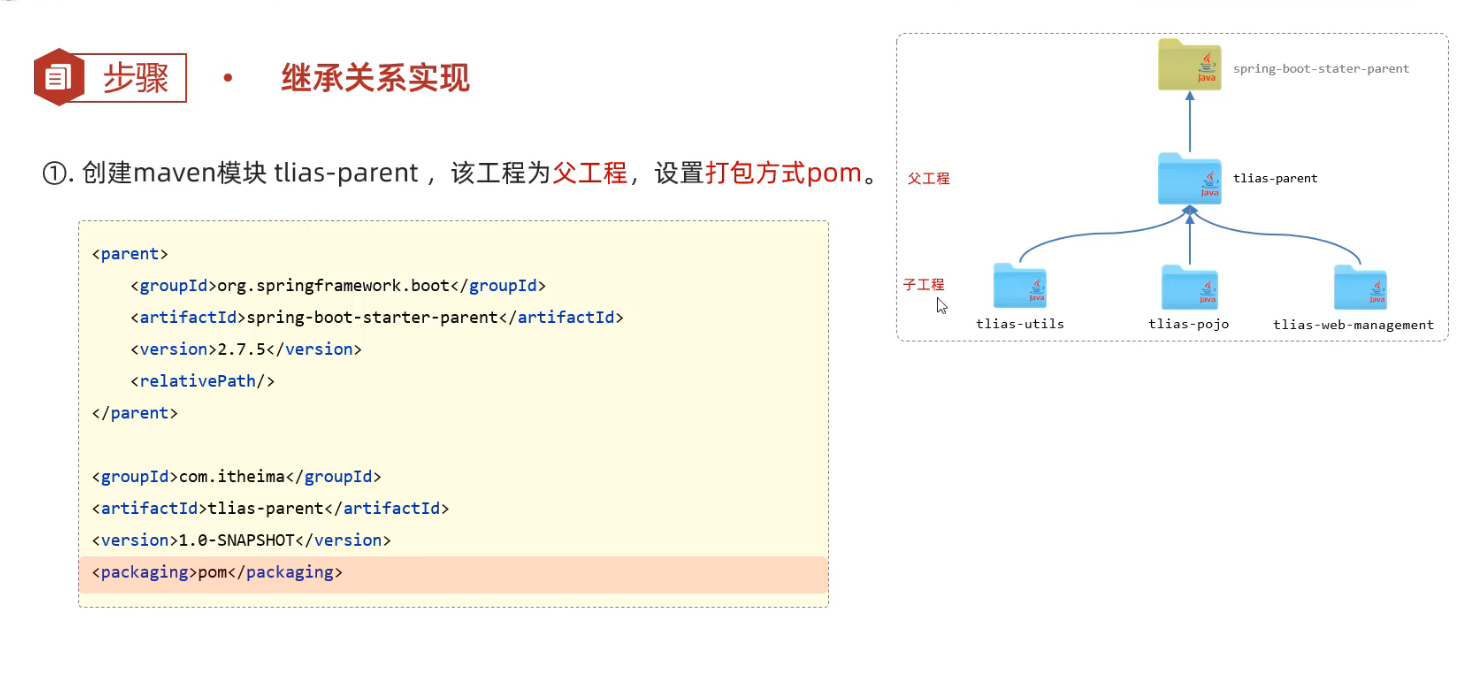 步骤 • 继承关系实现
①. 创建maven模块 tlias-parent ，该工程为父工程，设置打包方式pom。
<parent>
    <groupId>org.springframework.boot</groupId>
    <artifactId>spring-boot-starter-parent</artifactId>
    <version>2.7.5</version>
    <relativePath/>
</parent>
<groupId>com.itheima</groupId>
<artifactId>tlias-parent</artifactId>
<version>1.0-SNAPSHOT</version>
<packaging>pom</packaging>
Java
spring-boot-stater-parent
父工程
Java
tlias-parent
子工程
Java
Java
Java
tlias-utils
tlias-pojo
tlias-web-management